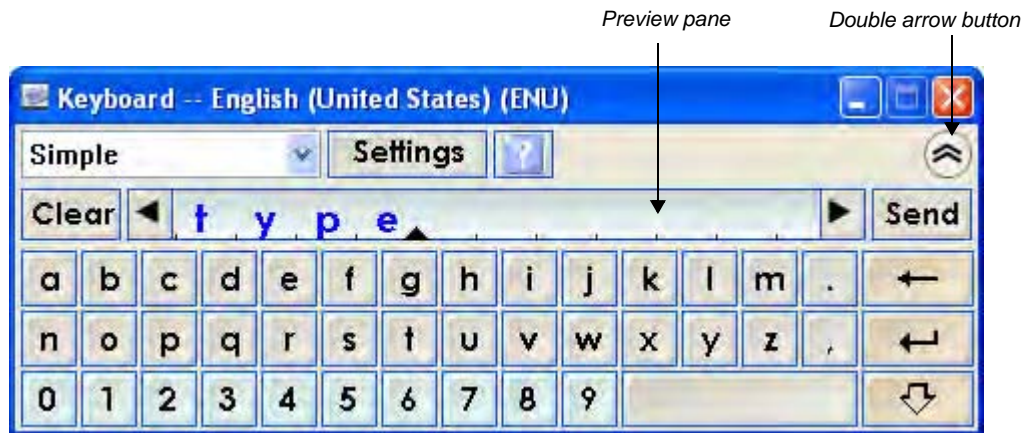 Preview pane Double arrow button
Keyboard -- English (United States) (ENU)
Simple Settings ?
Clear type Send
a b c d e f g h i j k l m .
n o p q r s t u v w x y z ,
0 1 2 3 4 5 6 7 8 9